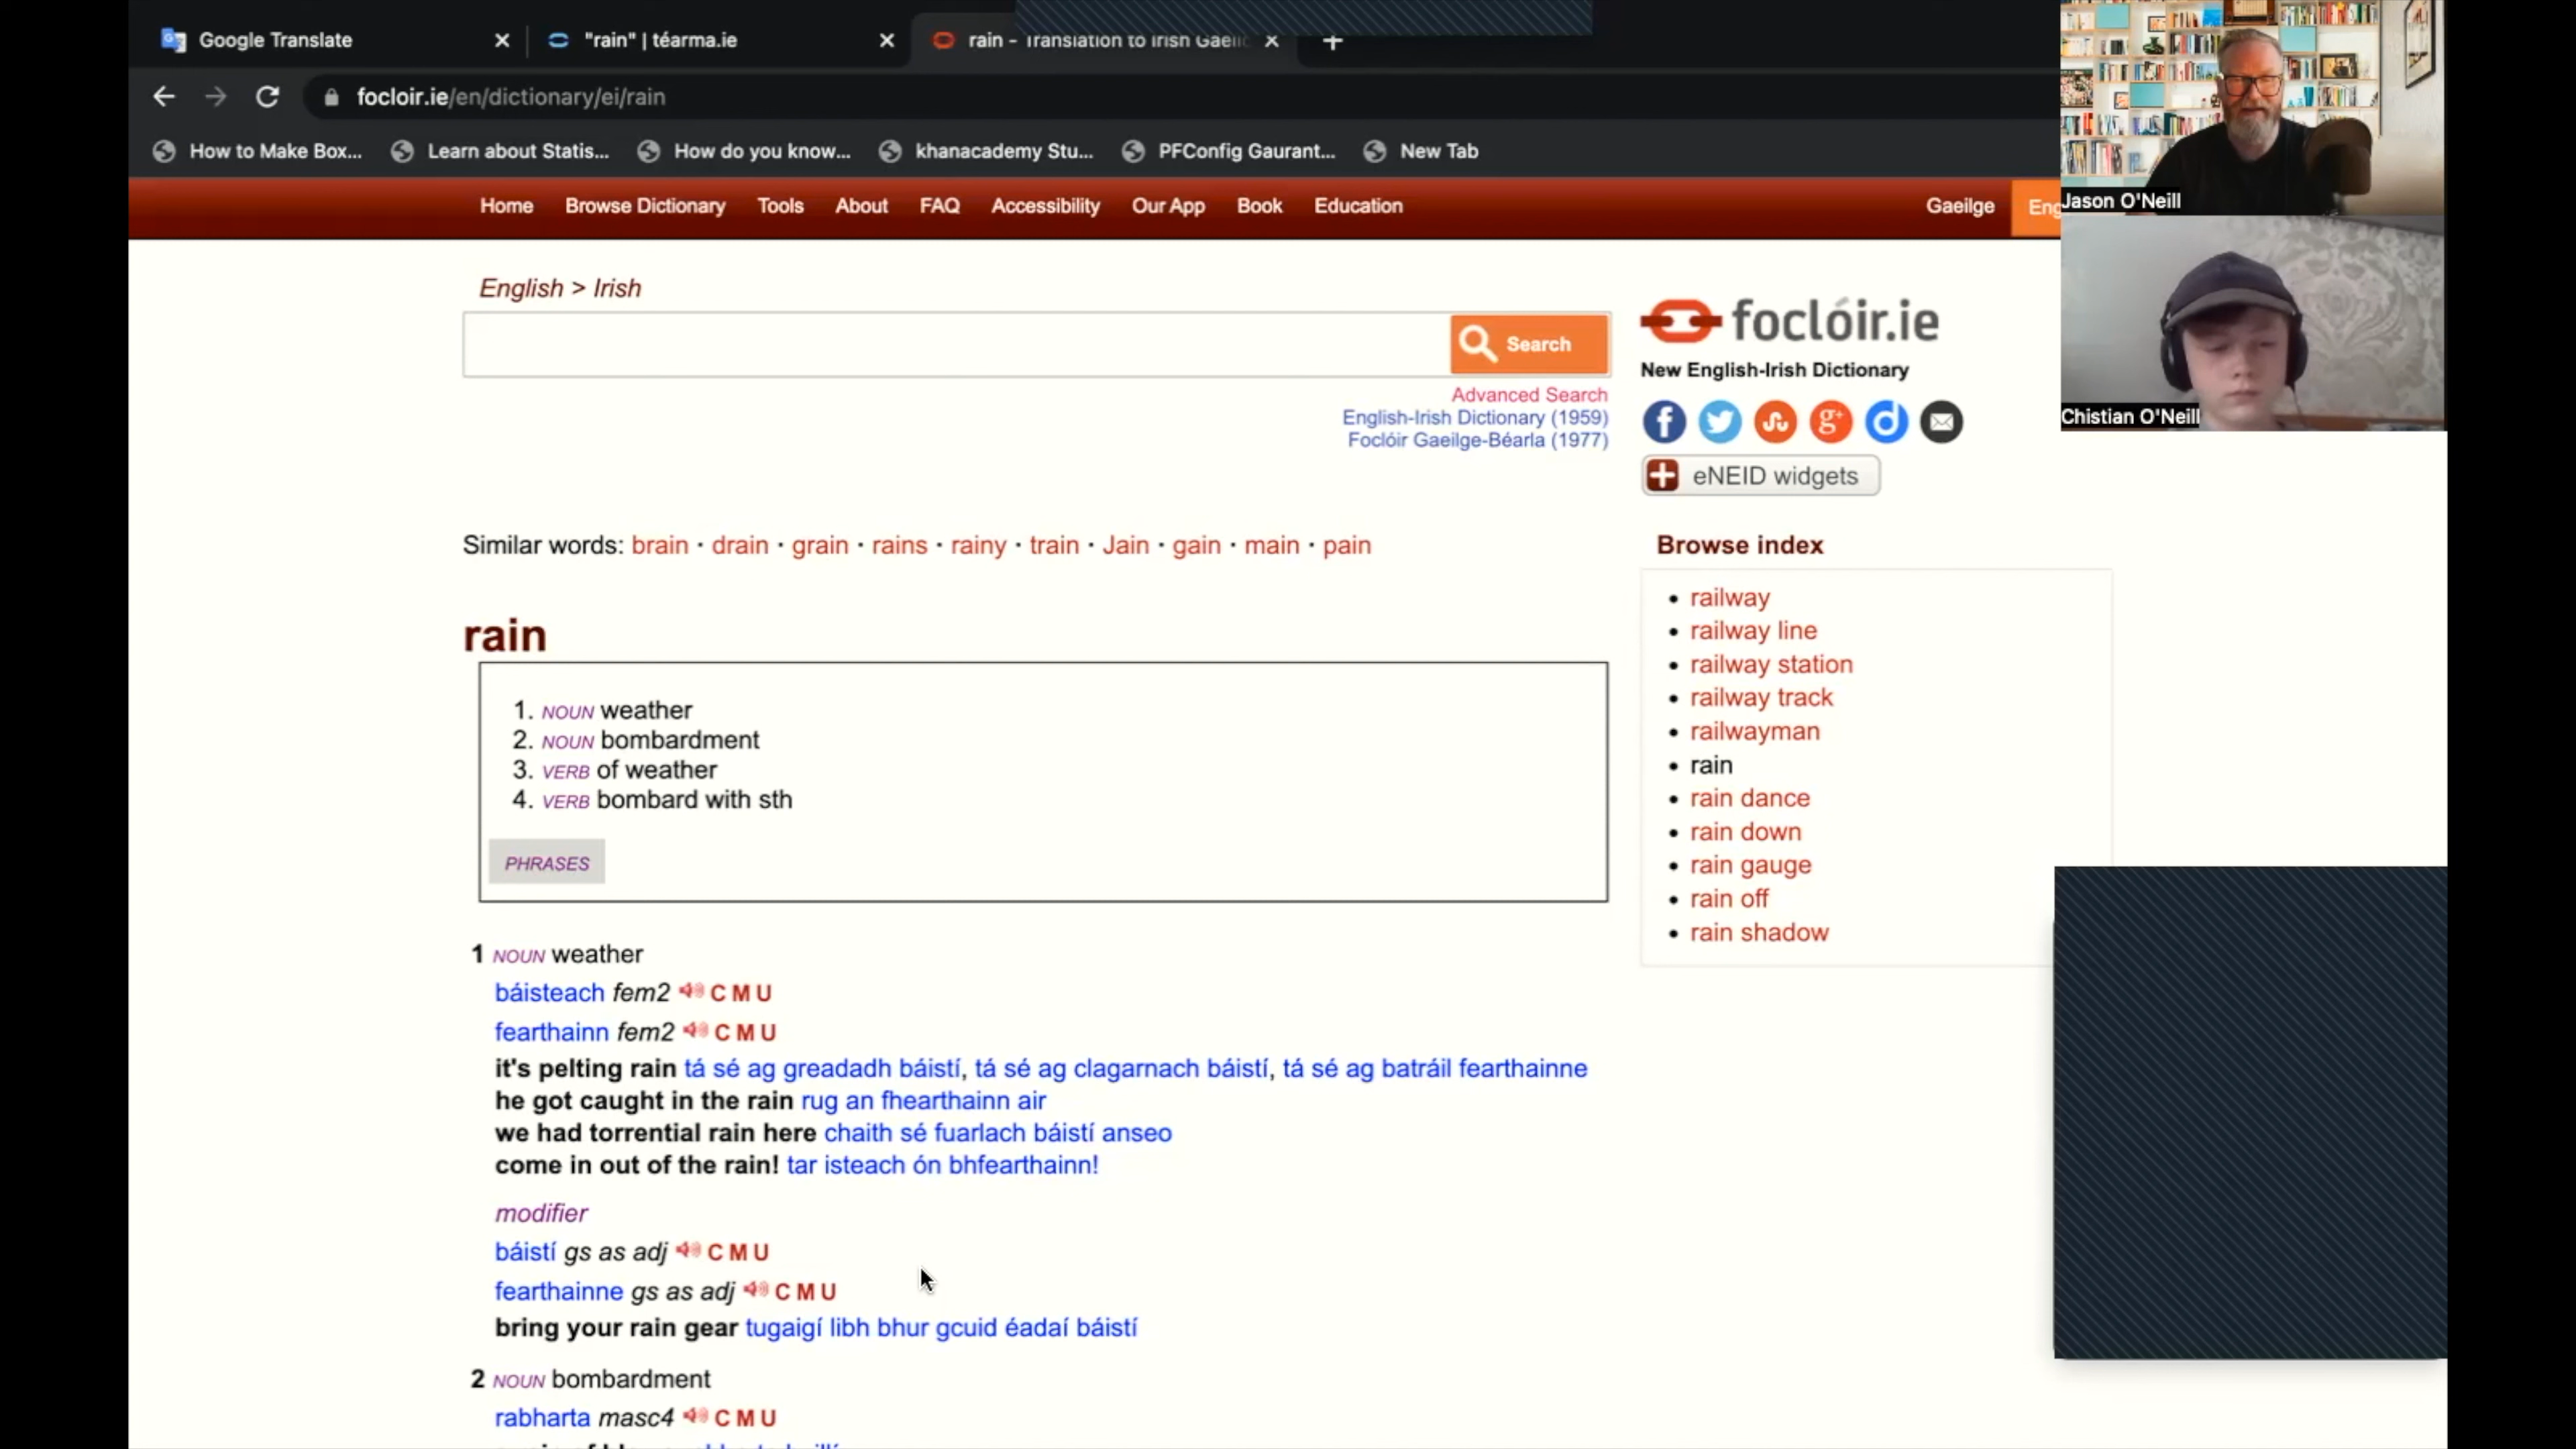 Google Translate
"rain" | téarma.ie
rain - Translation to Irish Gaelic
focloir.ie/en/dictionary/ei/rain
How to Make Box...
Learn about Statis...
How do you know...
khanacademy Stu...
PFConfig Gaurant...
New Tab
Home Browse Dictionary Tools About FAQ Accessibility Our App Book Education
Gaeilge Eng
Jason O'Neill
Chistian O'Neill
English > Irish
Search
Advanced Search
English-Irish Dictionary (1959)
Foclóir Gaeilge-Béarla (1977)
foclóir.ie
New English-Irish Dictionary
eNEID widgets
Similar words: brain · drain · grain · rains · rainy · train · Jain · gain · main · pain
rain
1. NOUN weather
2. NOUN bombardment
3. VERB of weather
4. VERB bombard with sth
PHRASES
1 NOUN weather
báisteach fem2 C M U
fearthainn fem2 C M U
it's pelting rain tá sé ag greadadh báistí, tá sé ag clagarnach báistí, tá sé ag batráil fearthainne
he got caught in the rain rug an fhearthainn air
we had torrential rain here chaith sé fuarlach báistí anseo
come in out of the rain! tar isteach ón bhfearthainn!
modifier
báistí gs as adj C M U
fearthainne gs as adj C M U
bring your rain gear tugaigí libh bhur gcuid éadaí báistí
2 NOUN bombardment
rabharta masc4 C M U
Browse index
railway
railway line
railway station
railway track
railwayman
rain
rain dance
rain down
rain gauge
rain off
rain shadow